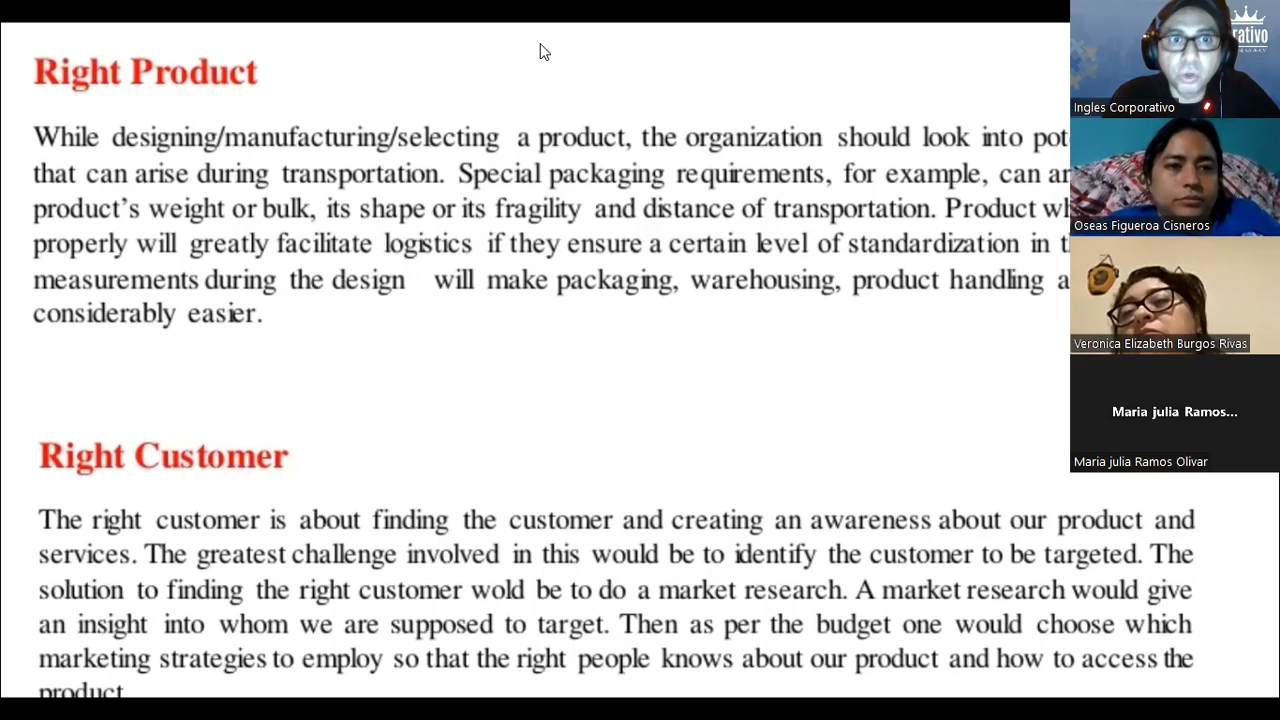 Right Product
While designing/manufacturing/selecting a product, the organization should look into
that can arise during transportation. Special packaging requirements, for example, can
product's weight or bulk, its shape or its fragility and distance of transportation. Product
properly will greatly facilitate logistics if they ensure a certain level of standardization in
measurements during the design will make packaging, warehousing, product handling
considerably easier.
Right Customer
The right customer is about finding the customer and creating an awareness about our product and
services. The greatest challenge involved in this would be to identify the customer to be targeted. The
solution to finding the right customer wold be to do a market research. A market research would give
an insight into whom we are supposed to target. Then as per the budget one would choose which
marketing strategies to employ so that the right people knows about our product and how to access the
product
Ingles Corporativo
Oseas Figueroa Cisneros
Veronica Elizabeth Burgos Rivas
Maria julia Ramos...
Maria julia Ramos Olivar